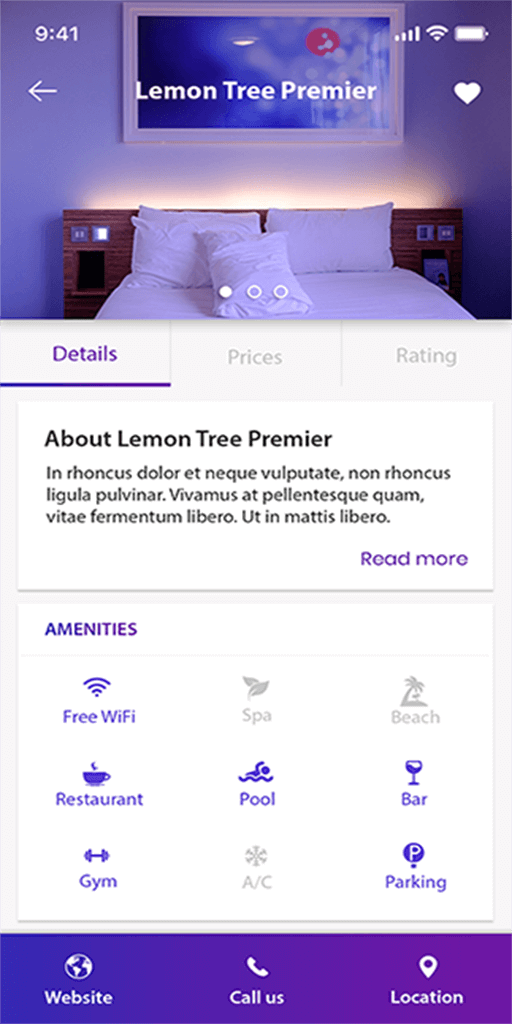 9:41
Lemon Tree Premier
Details
Prices
Rating
About Lemon Tree Premier
In rhoncus dolor et neque vulputate, non rhoncus
ligula pulvinar. Vivamus at pellentesque quam,
vitae fermentum libero. Ut in mattis libero.
Read more
AMENITIES
Free WiFi
Spa
Beach
Restaurant
Pool
Bar
Gym
A/C
P
Parking
Website
Call us
Location